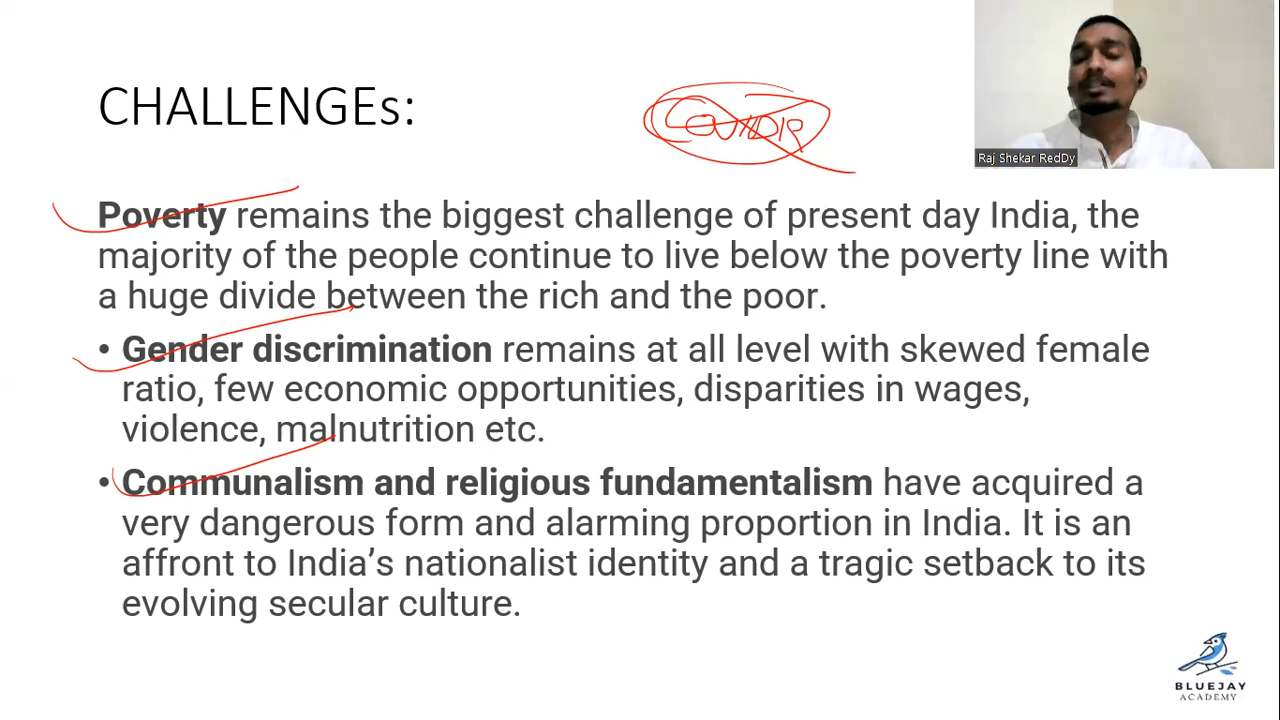 CHALLENGEs:
COVID19
Raj Shekar RedDy
Poverty remains the biggest challenge of present day India, the
majority of the people continue to live below the poverty line with
a huge divide between the rich and the poor.
• Gender discrimination remains at all level with skewed female
ratio, few economic opportunities, disparities in wages,
violence, malnutrition etc.
• Communalism and religious fundamentalism have acquired a
very dangerous form and alarming proportion in India. It is an
affront to India’s nationalist identity and a tragic setback to its
evolving secular culture.
BLUEJAY
ACADEMY